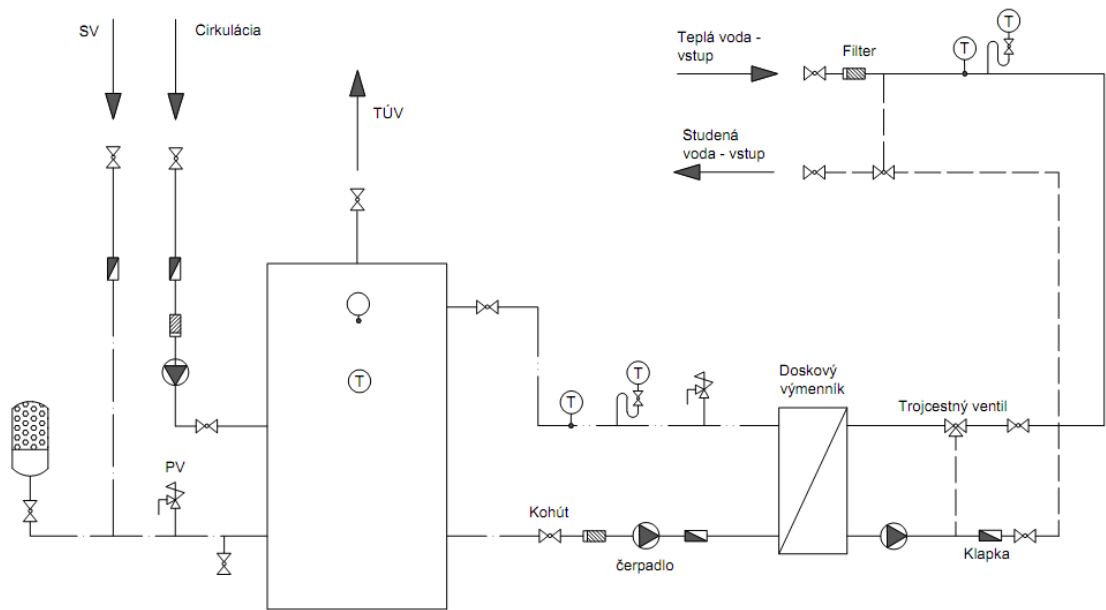 SV
Cirkulácia
TÚV
Teplá voda -
vstup
Filter
T
T
Studená
voda - vstup
T
T
T
Doskový
výmenník
Trojcestný ventil
PV
Kohút
čerpadlo
Klapka